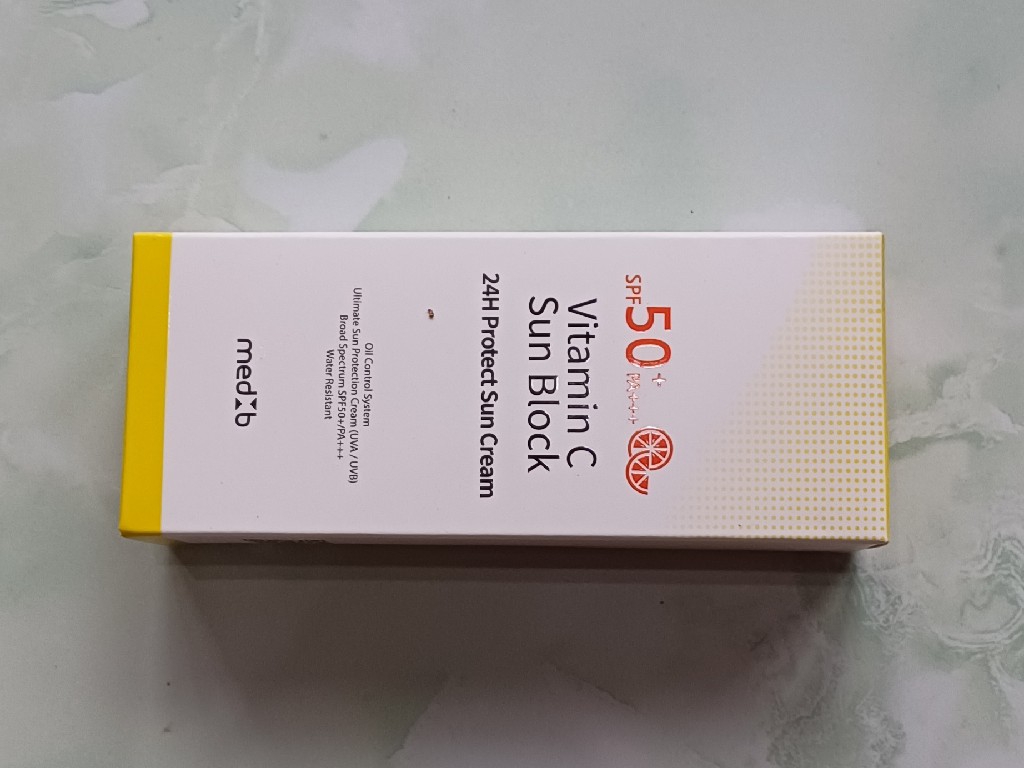 SPF50+ PA++++
Vitamin C
Sun Block
24H Protect Sun Cream
Oil Control System
Ultimate Sun Protection Cream (UVA / UVB)
Broad Spectrum SPF50+/PA+++
Water Resistant
med b